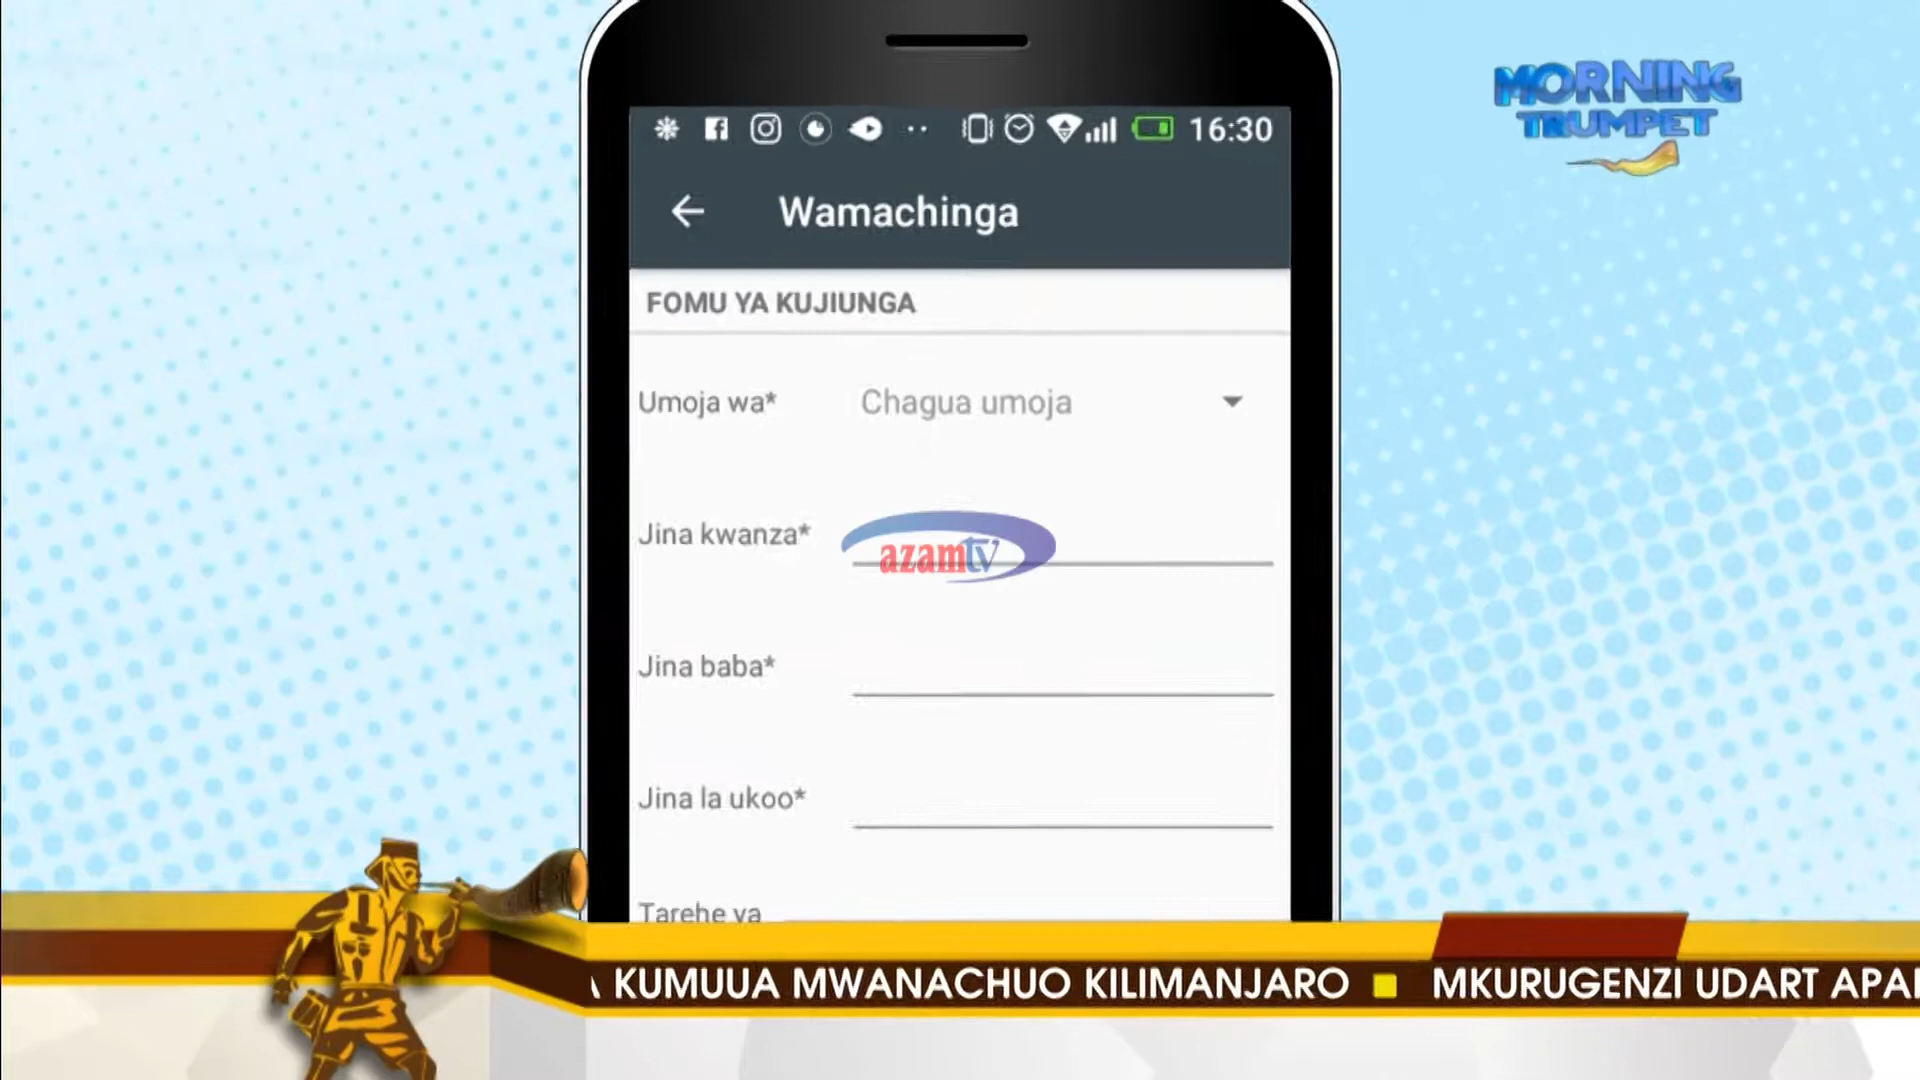 MORNING
TRUMPET
16:30
Wamachinga
FOMU YA KUJIUNGA
Umoja wa*
Chagua umoja
Jina kwanza*
azamtv
Jina baba*
Jina la ukoo*
Tarehe ya
KUMUUA MWANACHUO KILIMANJARO
MKURUGENZI UDART